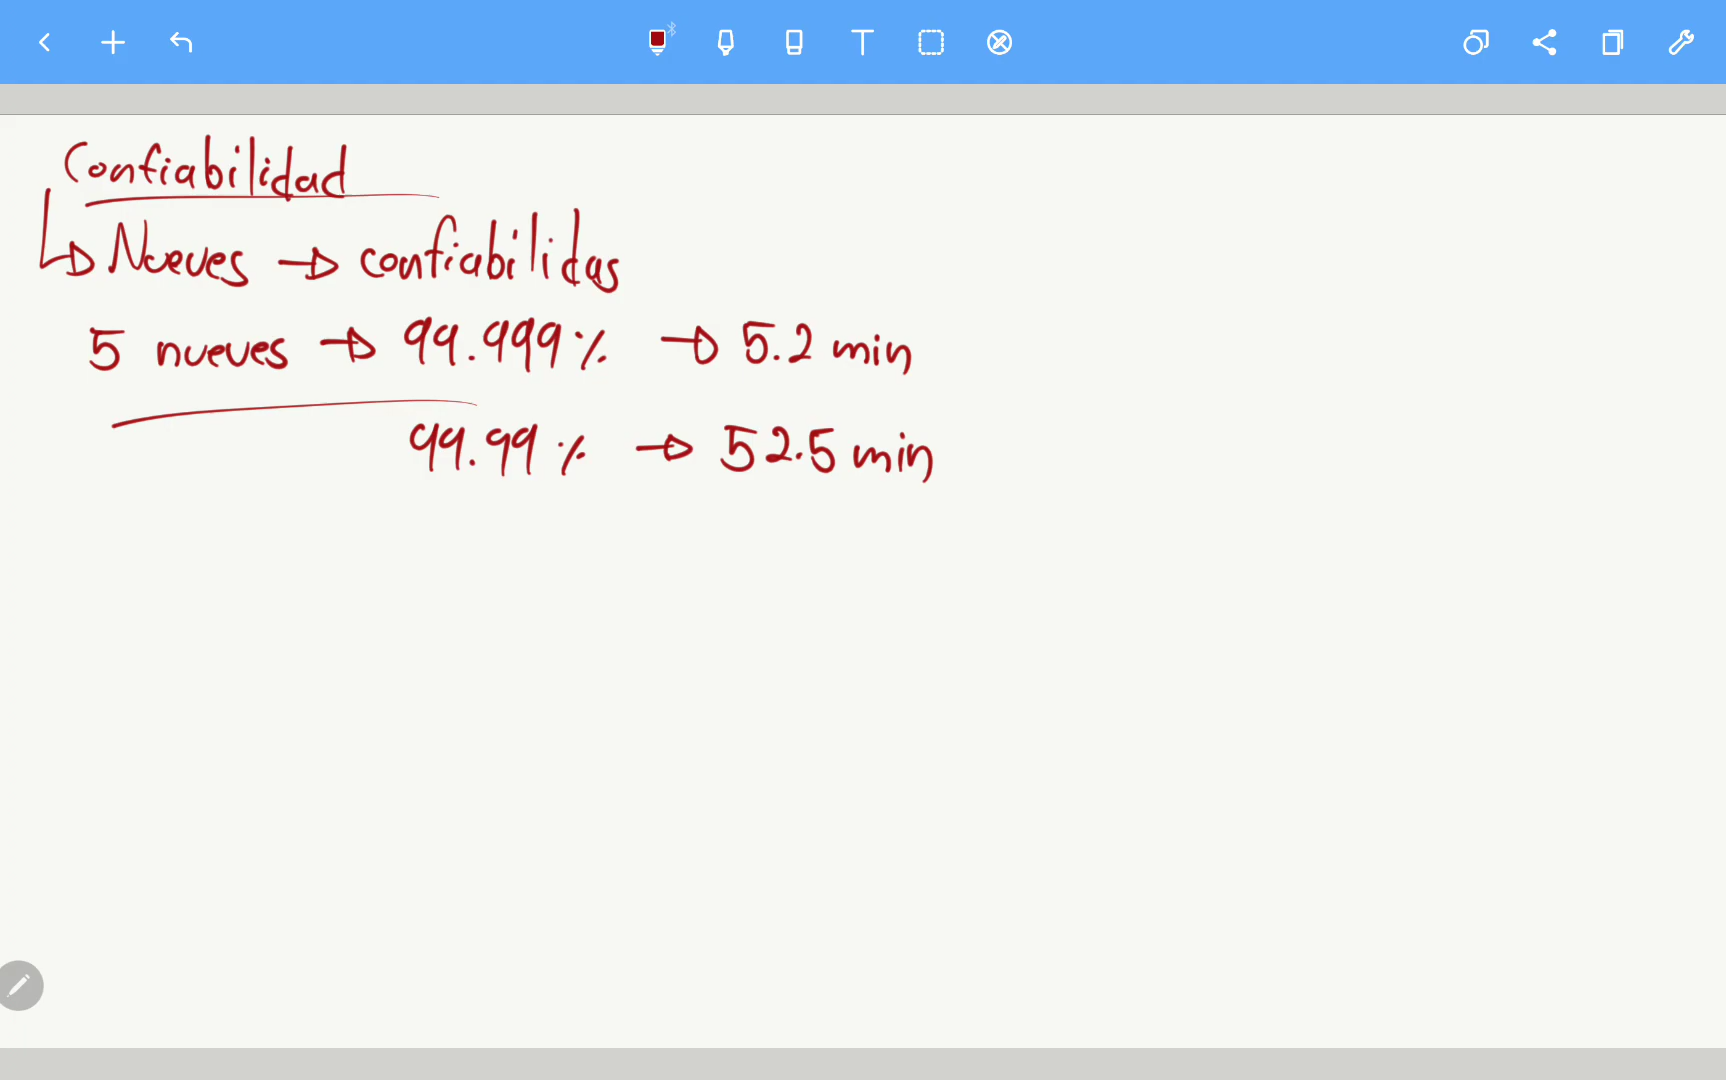 Confiabilidad
↳ Nueves → confiabilidas
5 nueves → 99.999% → 5.2 min
99.99% → 52.5 min